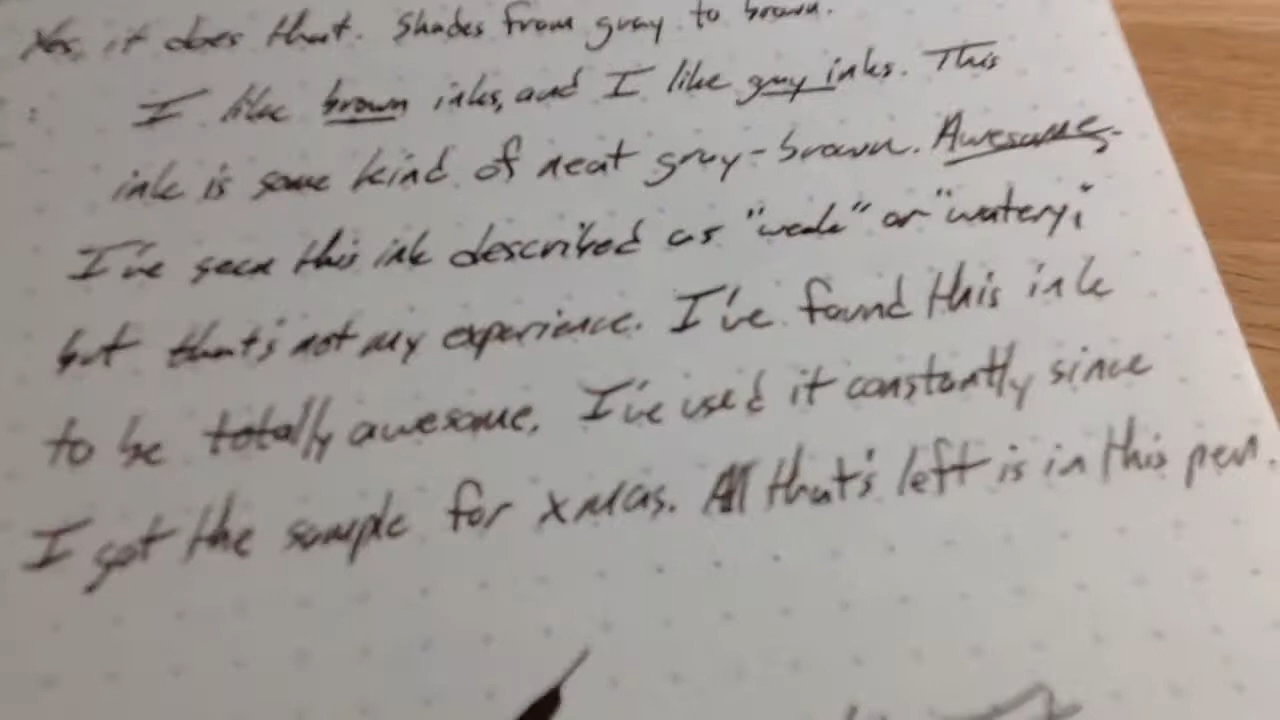 Yes, it does that. Shades from gray to brown.
I like brown inks, and I like gray inks. This
ink is some kind of neat gray-brown. Awesome.
I've seen this ink described as "weak" or "watery",
but that's not my experience. I've found this ink
to be totally awesome. I've used it constantly since
I got the sample for xmas. All that's left is in this pen.